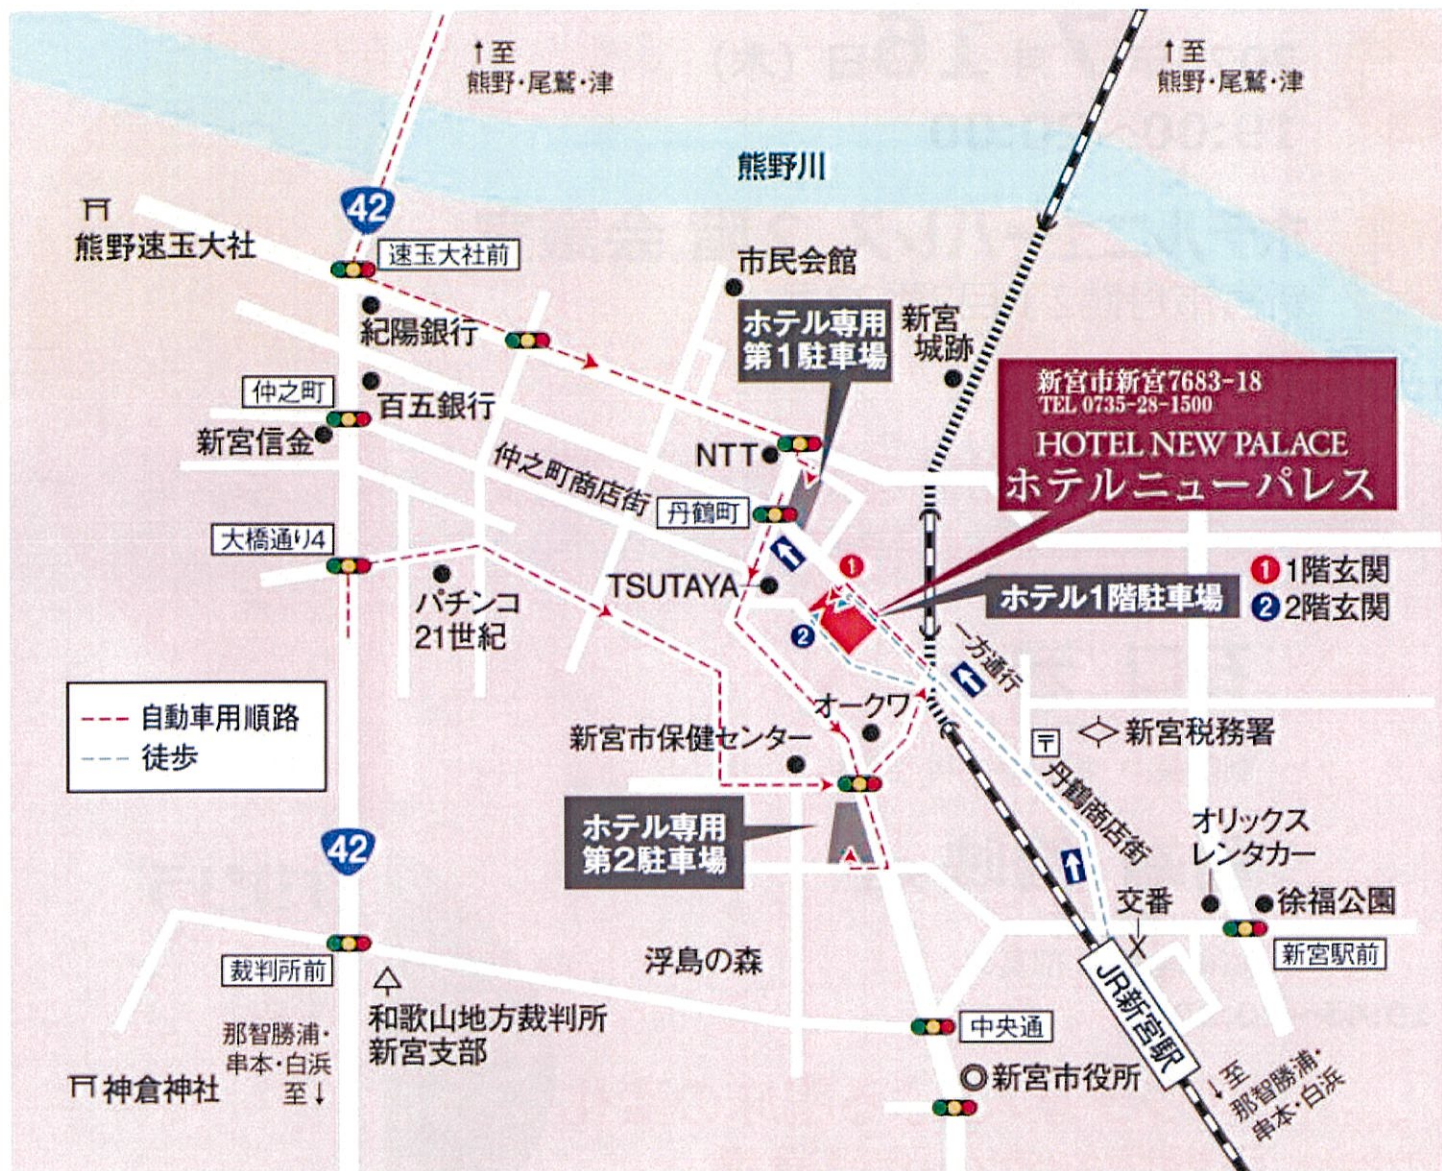 ↑至
熊野・尾鷲・津
↑至
熊野・尾鷲・津
熊野川
42
熊野速玉大社
速玉大社前
市民会館
紀陽銀行
ホテル専用
第1駐車場
新宮
城跡
新宮市新宮7683-18
TEL 0735-28-1500
HOTEL NEW PALACE
ホテルニューパレス
仲之町
百五銀行
新宮信金
NTT
仲之町商店街
丹鶴町
大橋通り4
TSUTAYA
パチンコ
21世紀
1
2
ホテル1階駐車場
1 1階玄関
2 2階玄関
一方通行
自動車用順路
徒歩
オークワ
新宮市保健センター
〒
新宮税務署
丹鶴商店街
ホテル専用
第2駐車場
42
オリックス
レンタカー
交番
徐福公園
新宮駅前
裁判所前
浮島の森
JR新宮駅
和歌山地方裁判所
新宮支部
中央通
那智勝浦・
串本・白浜
至↓
神倉神社
新宮市役所
↓至
那智勝浦・
串本・白浜